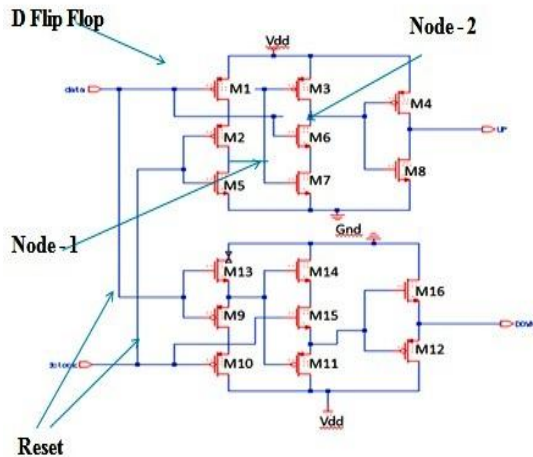 D Flip Flop
Node - 2
Vdd
data
M1
M3
M4
M2
M6
UP
M5
M7
M8
Gnd
Node - 1
M13
M14
M16
M9
M15
DOWN
M10
M11
M12
Vdd
Reset